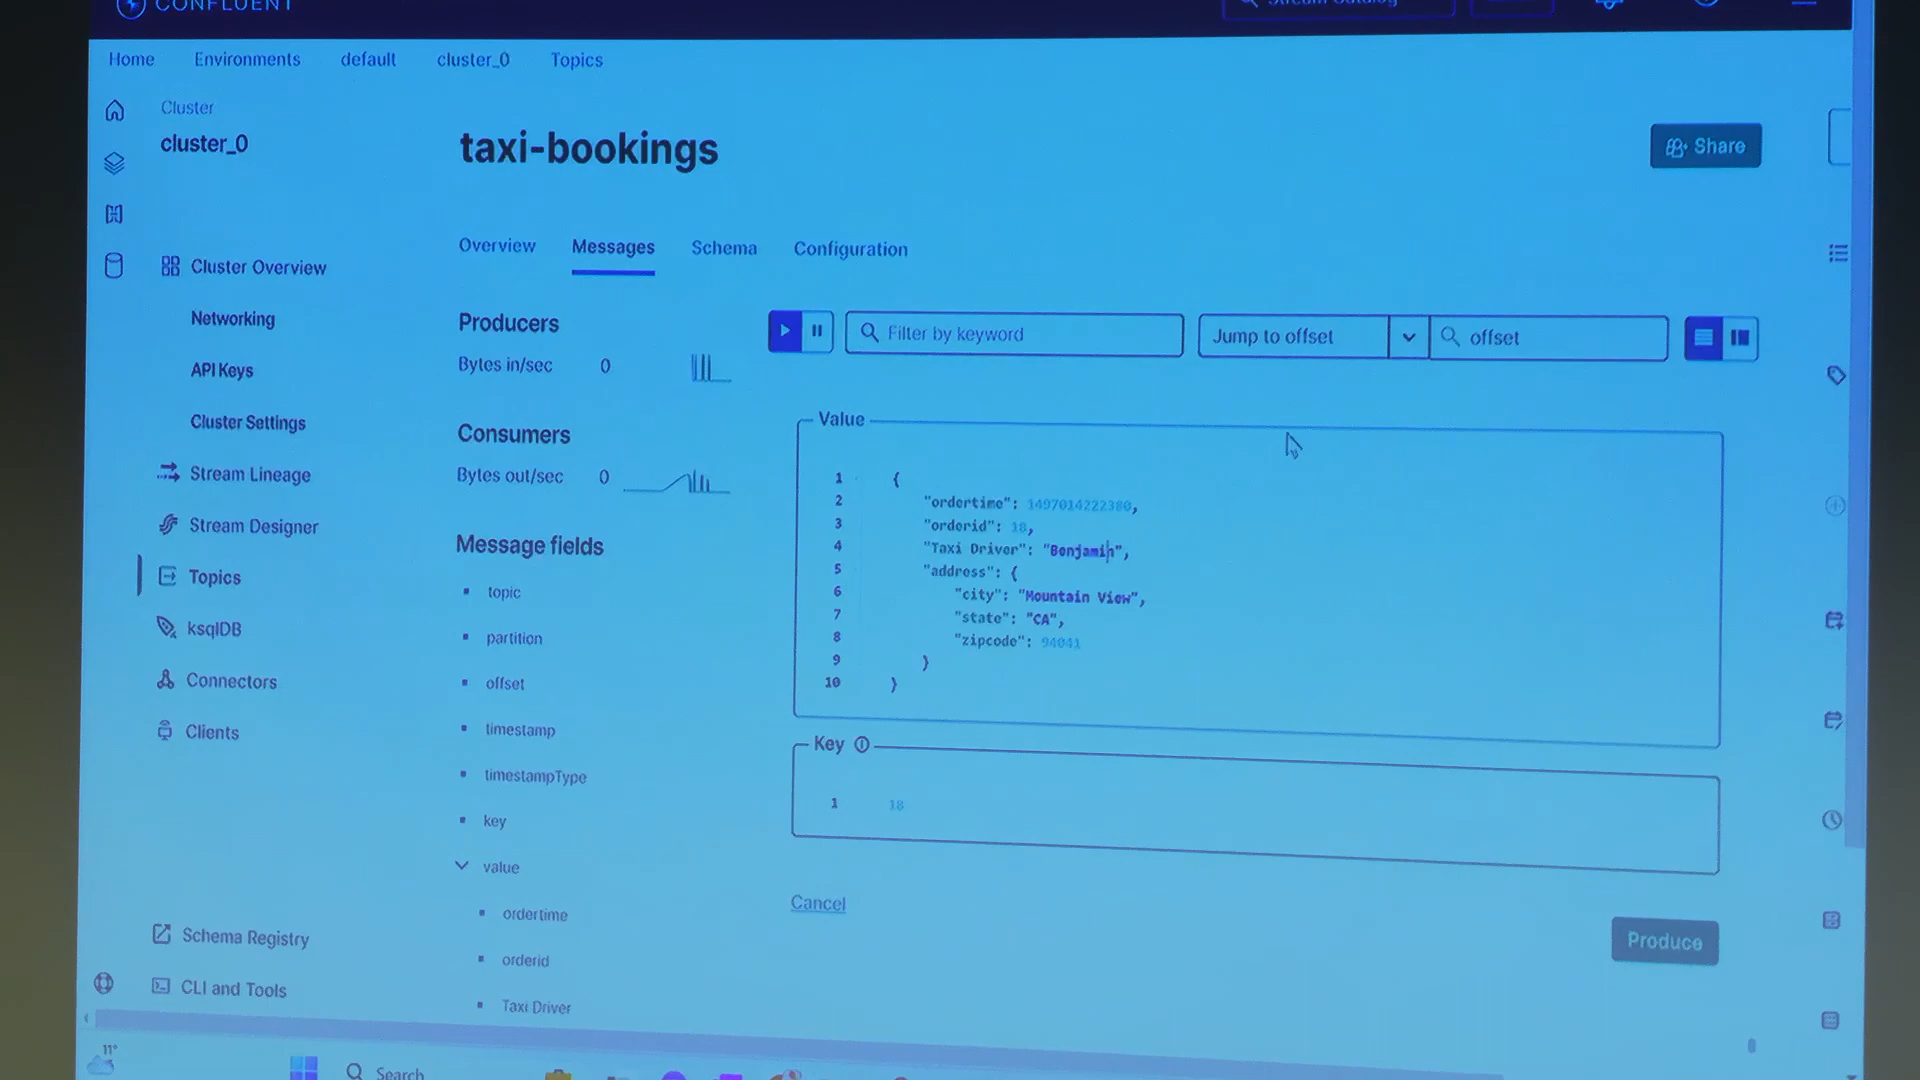 CONFLUENT
Stream Catalog
Home Environments default cluster_0 Topics
Cluster
cluster_0
taxi-bookings
Share
Overview Messages Schema Configuration
Cluster Overview
Networking
API Keys
Cluster Settings
Stream Lineage
Stream Designer
Topics
ksqlDB
Connectors
Clients
Schema Registry
CLI and Tools
Producers
Bytes in/sec 0
Consumers
Bytes out/sec 0
Message fields
topic
partition
offset
timestamp
timestampType
key
value
ordertime
orderid
Taxi Driver
Filter by keyword
Jump to offset
offset
Value
1 {
2 "ordertime": 1497014222380,
3 "orderid": 18,
4 "Taxi Driver": "Benjamin",
5 "address": {
6 "city": "Mountain View",
7 "state": "CA",
8 "zipcode": 94041
9 }
10 }
Key
1 18
Cancel
Produce
11°
Search